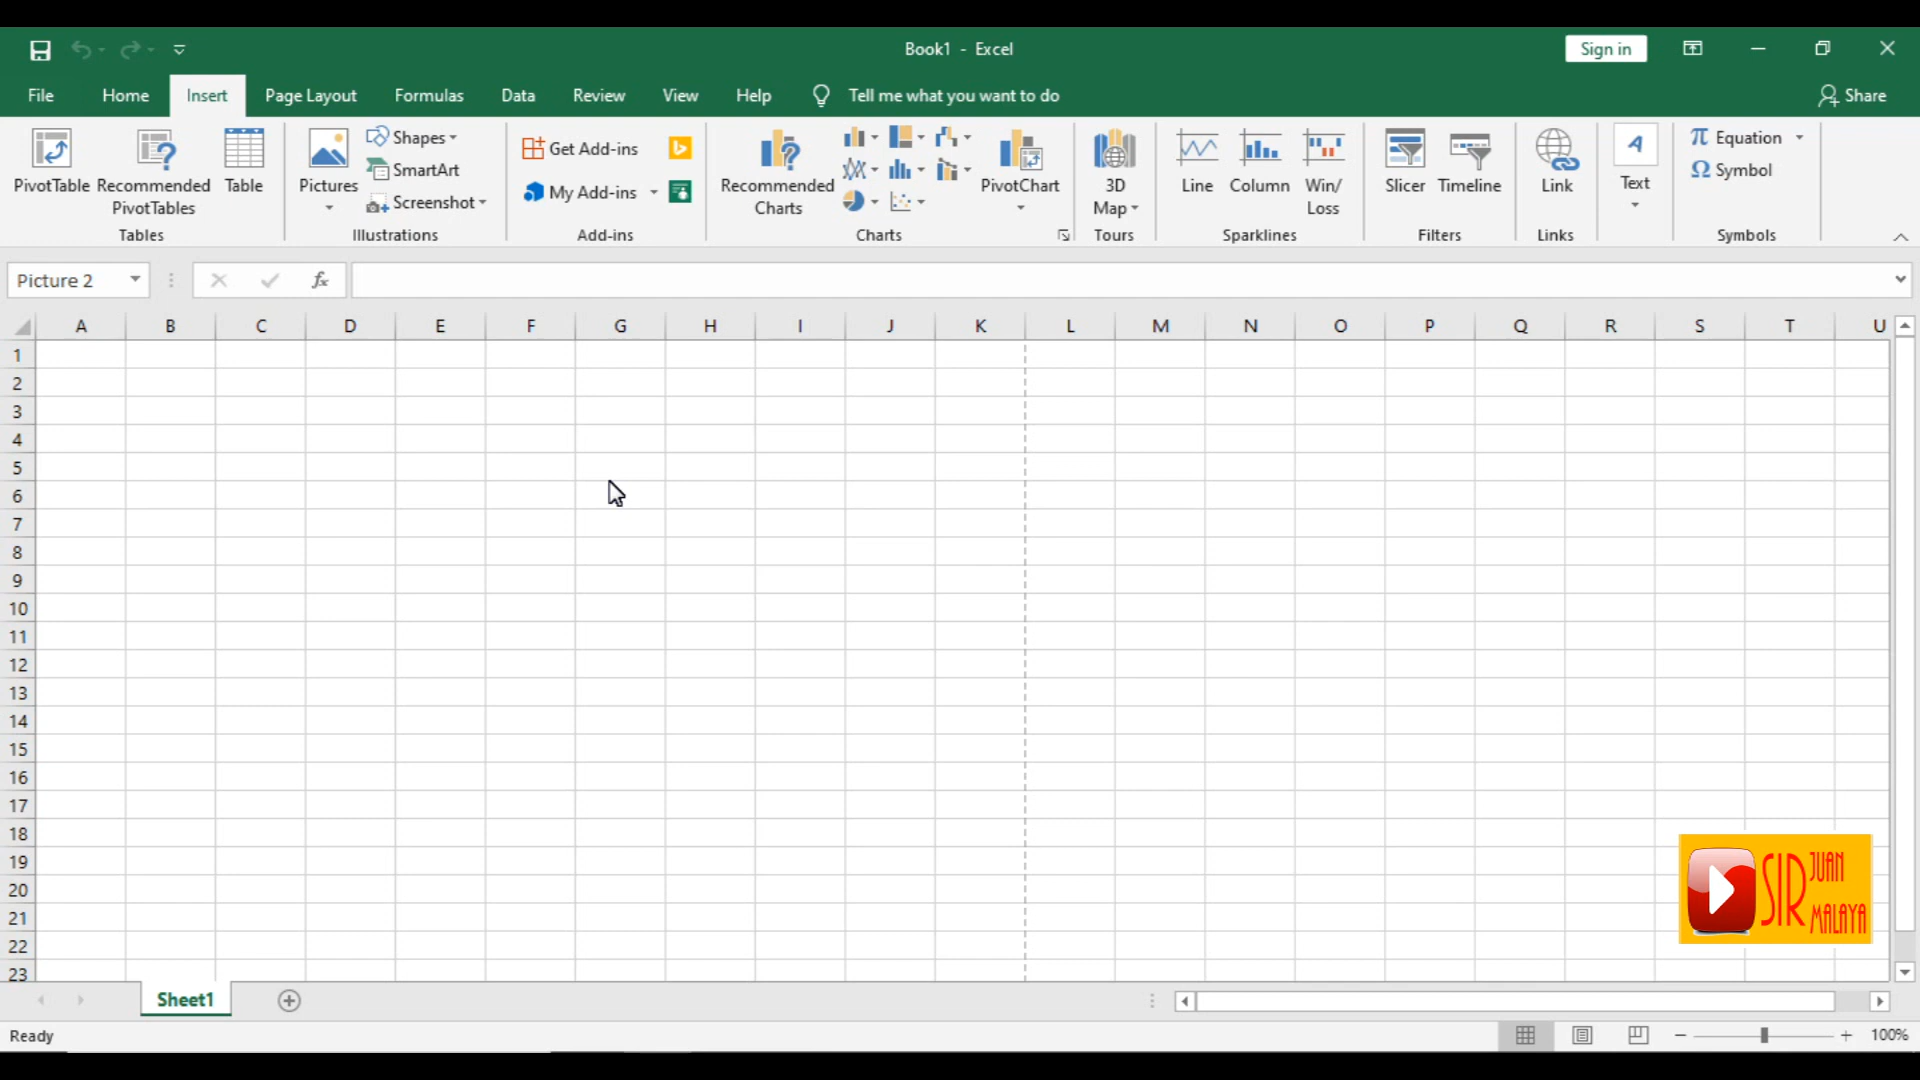 Book1 - Excel
Sign in
File Home Insert Page Layout Formulas Data Review View Help Tell me what you want to do Share
PivotTable
Recommended PivotTables
Table
Tables
Pictures
Shapes
SmartArt
Screenshot
Illustrations
Get Add-ins
My Add-ins
Add-ins
Recommended Charts
PivotChart
Charts
3D Map
Tours
Line
Column
Win/ Loss
Sparklines
Slicer
Timeline
Filters
Link
Links
A
Text
π Equation
Ω Symbol
Symbols
Picture 2
fx
A B C D E F G H I J K L M N O P Q R S T U
1
2
3
4
5
6
7
8
9
10
11
12
13
14
15
16
17
18
19
20
21
22
23
SIR JUAN MALAYA
Sheet1
Ready
100%